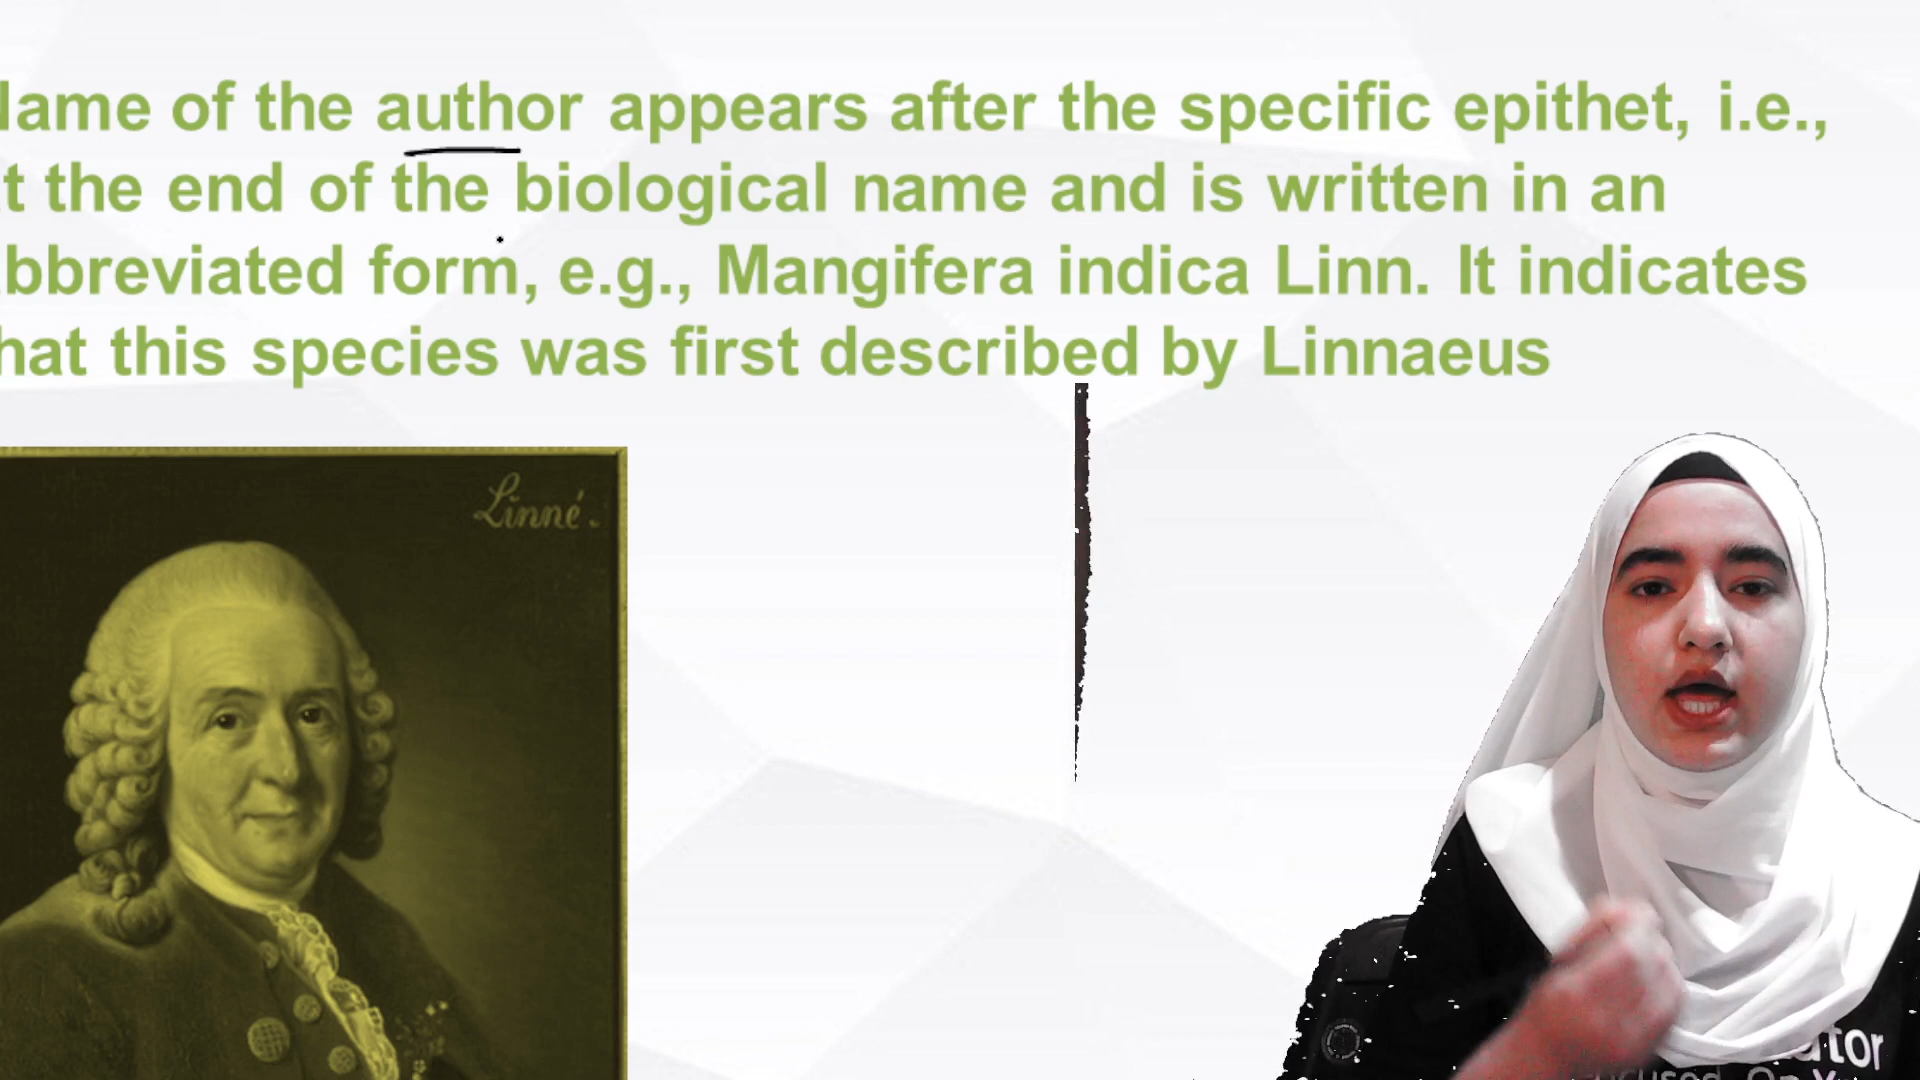 ame of the author appears after the specific epithet, i.e.,
t the end of the biological name and is written in an
bbreviated form, e.g., Mangifera indica Linn. It indicates
hat this species was first described by Linnaeus
Linné.